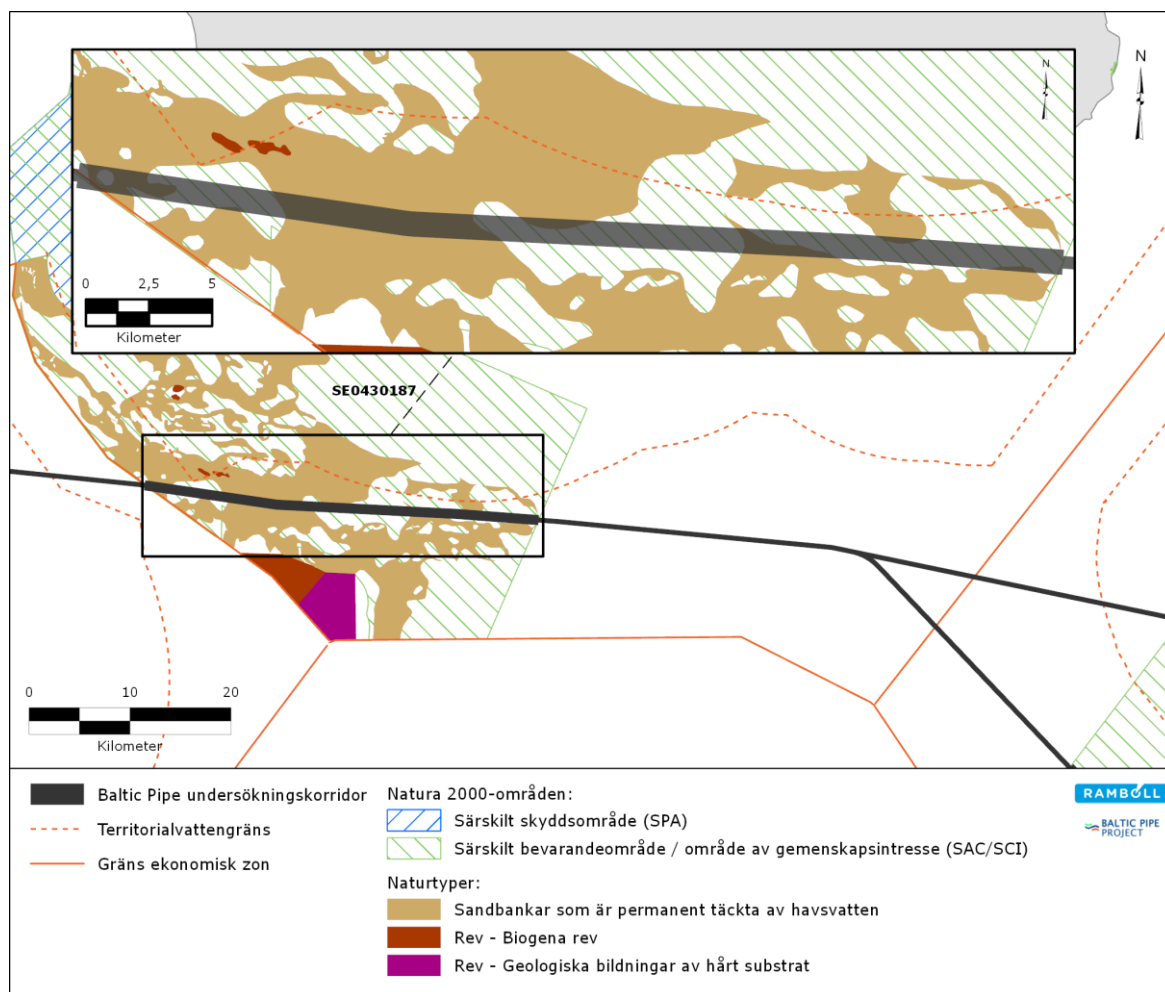 N
N
0
2,5
5
Kilometer
SE0430187
0
10
20
Kilometer
Baltic Pipe undersökningskorridor
Territorialvattengräns
Gräns ekonomisk zon
Natura 2000-områden:
Särskilt skyddsområde (SPA)
Särskilt bevarandeområde / område av gemenskapsintresse (SAC/SCI)
Naturtyper:
Sandbankar som är permanent täckta av havsvatten
Rev - Biogena rev
Rev - Geologiska bildningar av hårt substrat
RAMBOLL
BALTIC PIPE
PROJECT